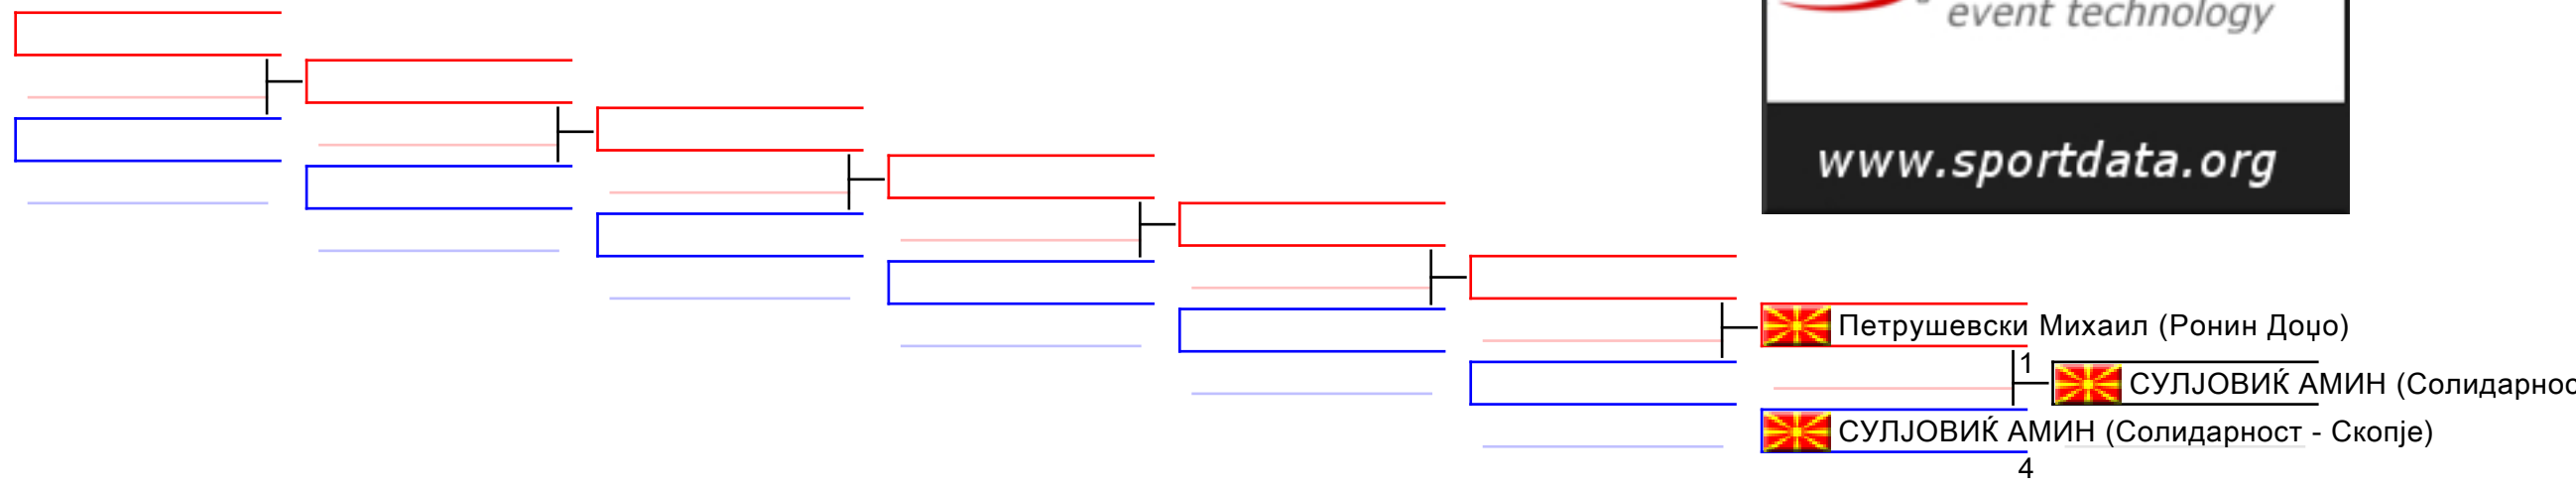 event technology
www.sportdata.org
Петрушевски Михаил (Ронин Доџо)
1
СУЛЈОВИЌ АМИН (Солидарнос
СУЛЈОВИЌ АМИН (Солидарност - Скопје)
4